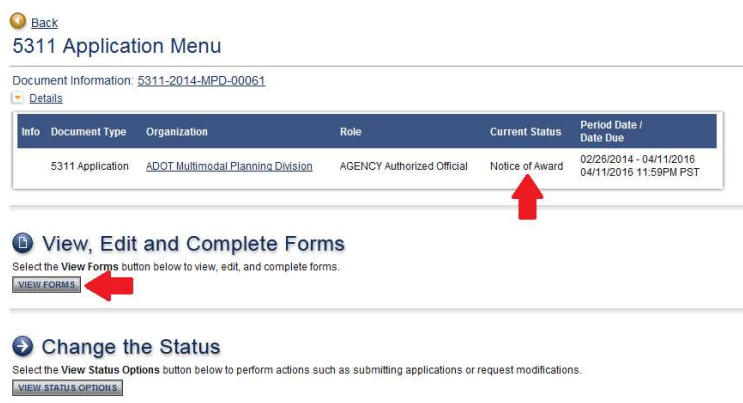 Back
5311 Application Menu
Document Information: 5311-2014-MPD-00061
Details
Info Document Type Organization Role Current Status Period Date / Date Due
5311 Application ADOT Multimodal Planning Division AGENCY Authorized Official Notice of Award 02/26/2014 - 04/11/2016
04/11/2016 11:59PM PST
View, Edit and Complete Forms
Select the View Forms button below to view, edit, and complete forms.
VIEW FORMS
Change the Status
Select the View Status Options button below to perform actions such as submitting applications or request modifications.
VIEW STATUS OPTIONS